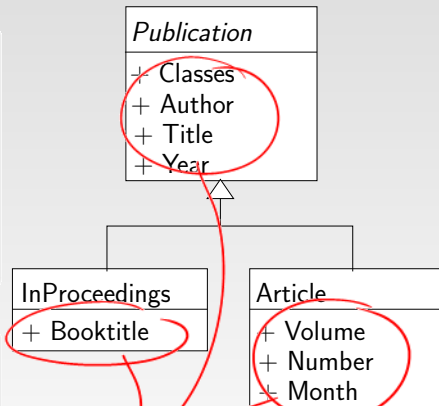 Publication
+ Classes
+ Author
+ Title
+ Year
InProceedings
+ Booktitle
Article
+ Volume
+ Number
+ Month